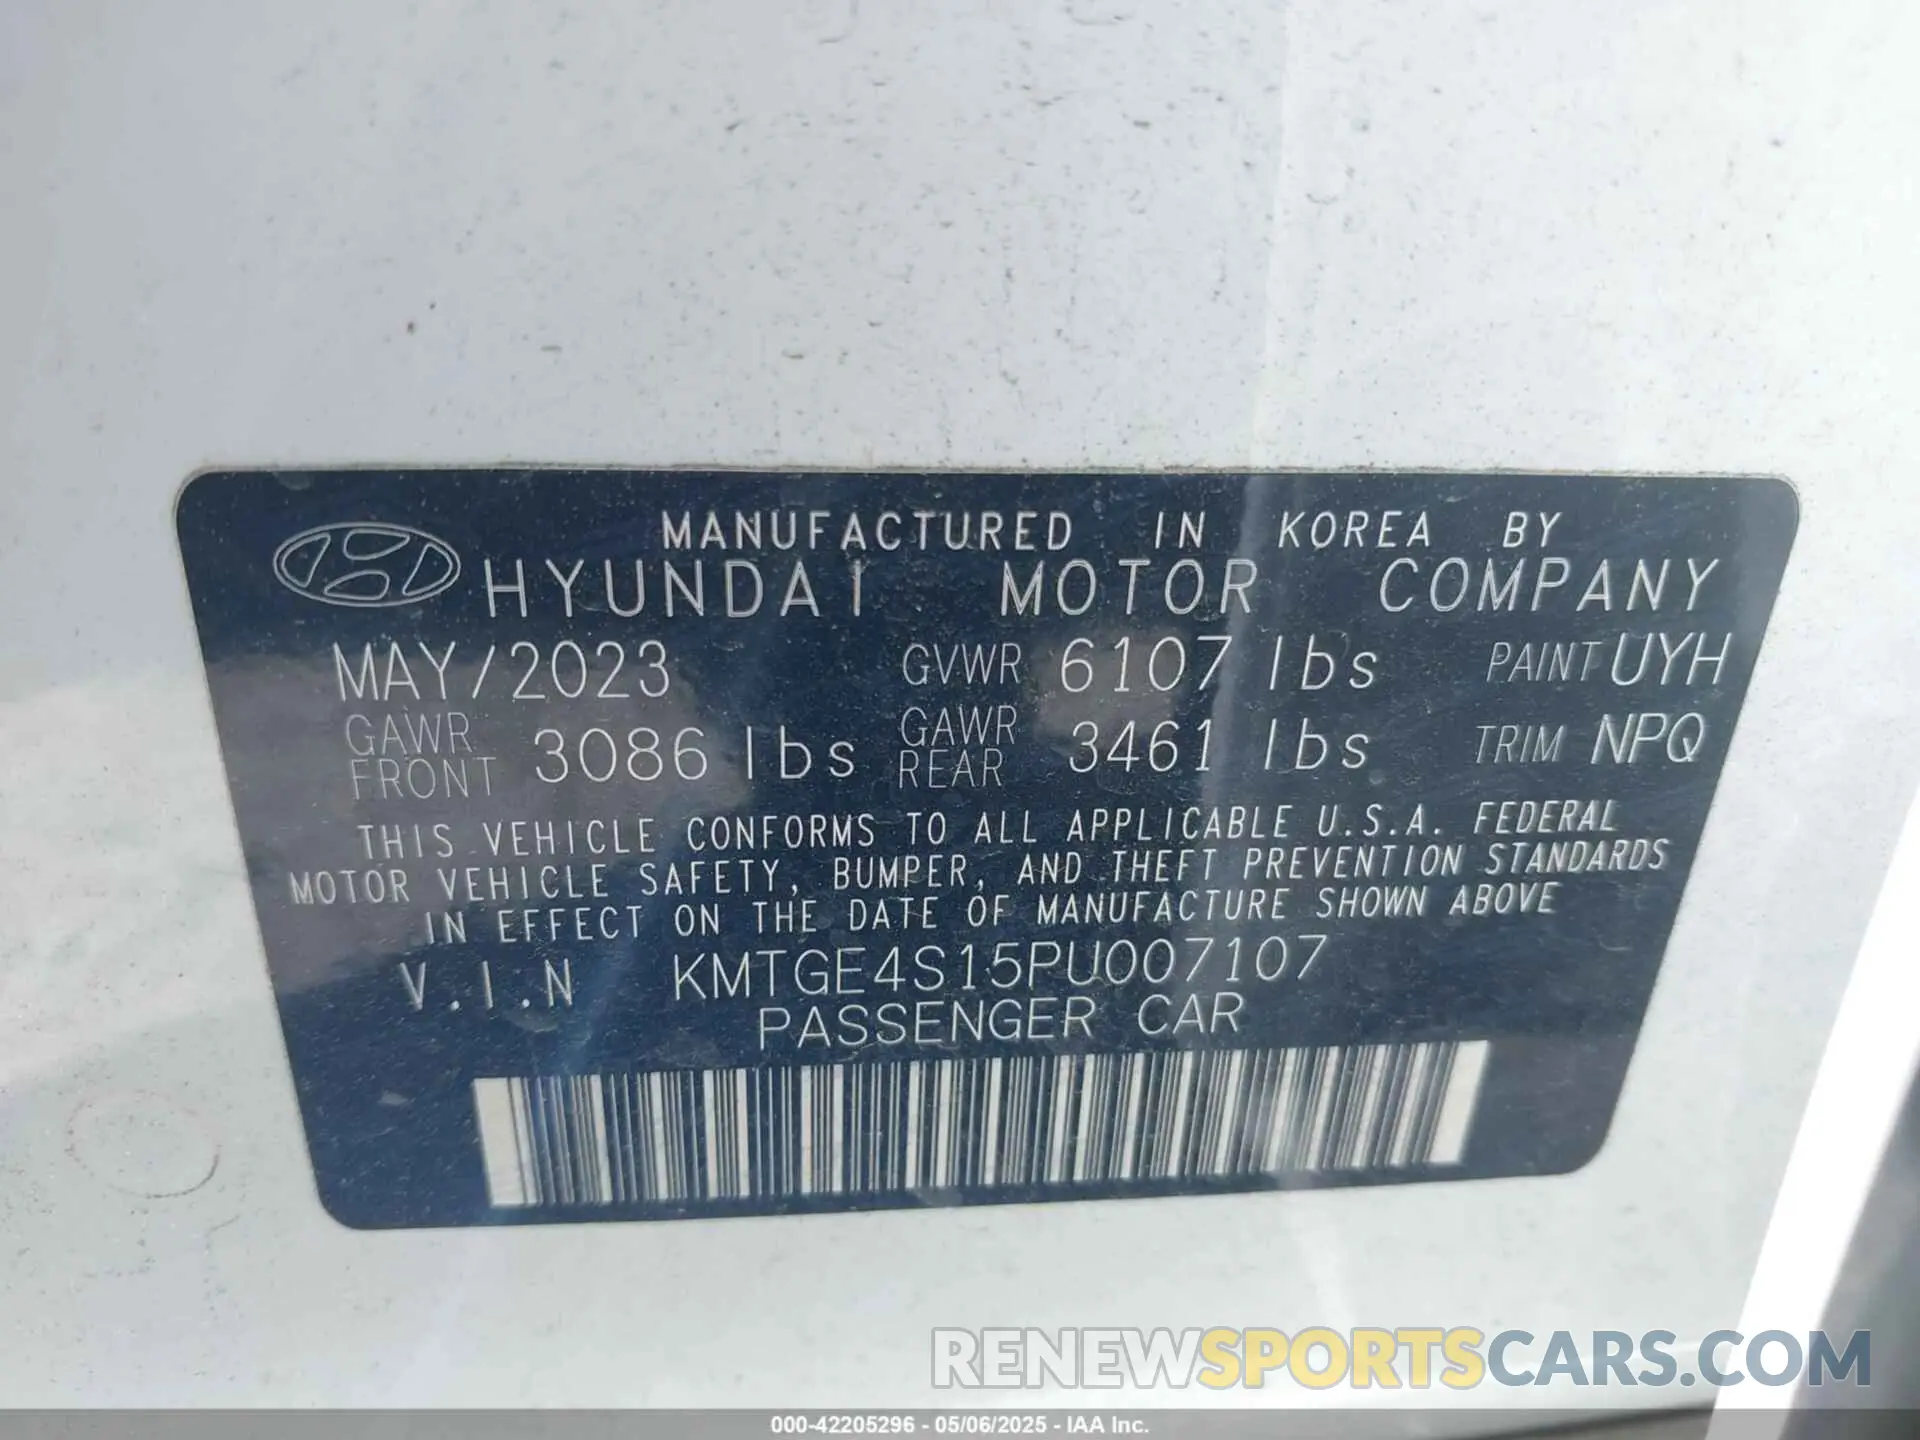 MANUFACTURED IN KOREA BY
HYUNDAI MOTOR COMPANY
MAY/2023 GVWR 6107 lbs PAINT UYH
GAWR FRONT 3086 lbs GAWR REAR 3461 lbs TRIM NPQ
THIS VEHICLE CONFORMS TO ALL APPLICABLE U.S.A. FEDERAL
MOTOR VEHICLE SAFETY, BUMPER, AND THEFT PREVENTION STANDARDS
IN EFFECT ON THE DATE OF MANUFACTURE SHOWN ABOVE
V.I.N KMTGE4S15PU007107
PASSENGER CAR
RENEWSPORTSCARS.COM
000-42205296 - 05/06/2025 - IAA Inc.